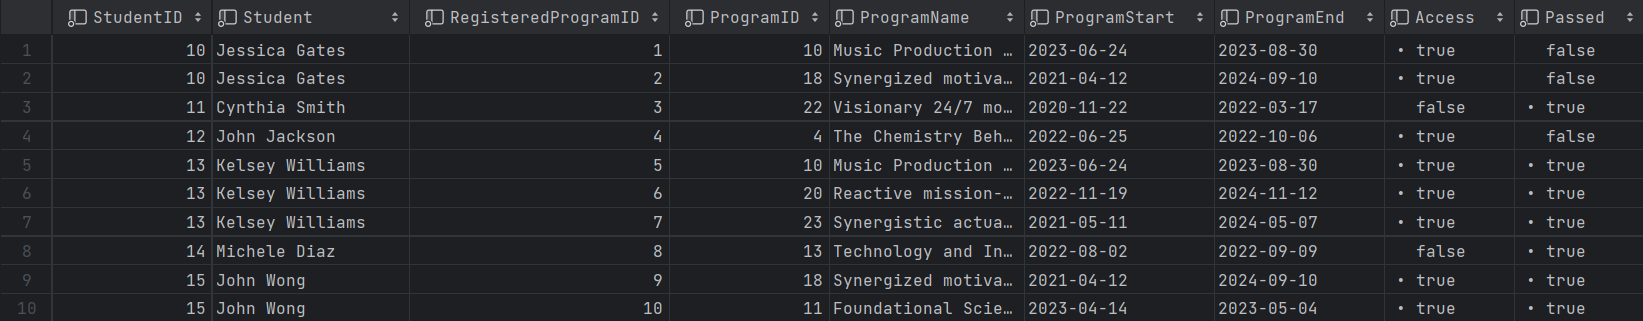 StudentID Student RegisteredProgramID ProgramID ProgramName ProgramStart ProgramEnd Access Passed
1 10 Jessica Gates 1 10 Music Production … 2023-06-24 2023-08-30 • true false
2 10 Jessica Gates 2 18 Synergized motiva… 2021-04-12 2024-09-10 • true false
3 11 Cynthia Smith 3 22 Visionary 24/7 mo… 2020-11-22 2022-03-17 false • true
4 12 John Jackson 4 4 The Chemistry Beh… 2022-06-25 2022-10-06 • true false
5 13 Kelsey Williams 5 10 Music Production … 2023-06-24 2023-08-30 • true • true
6 13 Kelsey Williams 6 20 Reactive mission-… 2022-11-19 2024-11-12 • true • true
7 13 Kelsey Williams 7 23 Synergistic actua… 2021-05-11 2024-05-07 • true • true
8 14 Michele Diaz 8 13 Technology and In… 2022-08-02 2022-09-09 false • true
9 15 John Wong 9 18 Synergized motiva… 2021-04-12 2024-09-10 • true • true
10 15 John Wong 10 11 Foundational Scie… 2023-04-14 2023-05-04 • true • true